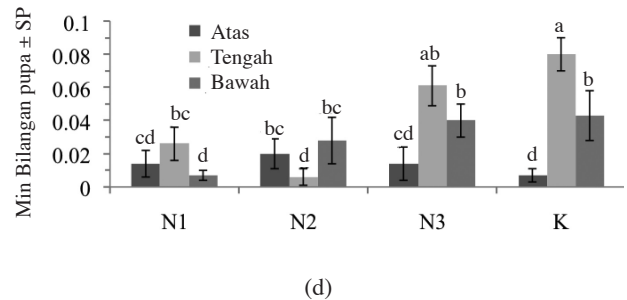 Min Bilangan pupa ± SP
0.1
0.08
0.06
0.04
0.02
0
Atas
Tengah
Bawah
cd bc d
bc d bc
cd ab b
d a b
N1 N2 N3 K
(d)